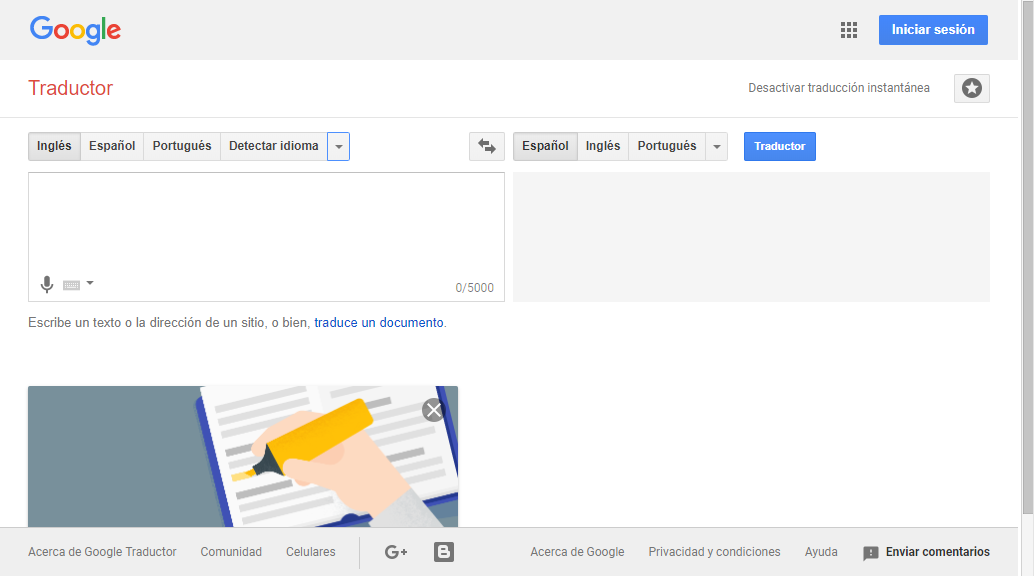 Google
Iniciar sesión
Traductor
Desactivar traducción instantánea
Inglés Español Portugués Detectar idioma
Español Inglés Portugués Traductor
0/5000
Escribe un texto o la dirección de un sitio, o bien, traduce un documento.
Acerca de Google Traductor Comunidad Celulares G+ Acerca de Google Privacidad y condiciones Ayuda Enviar comentarios